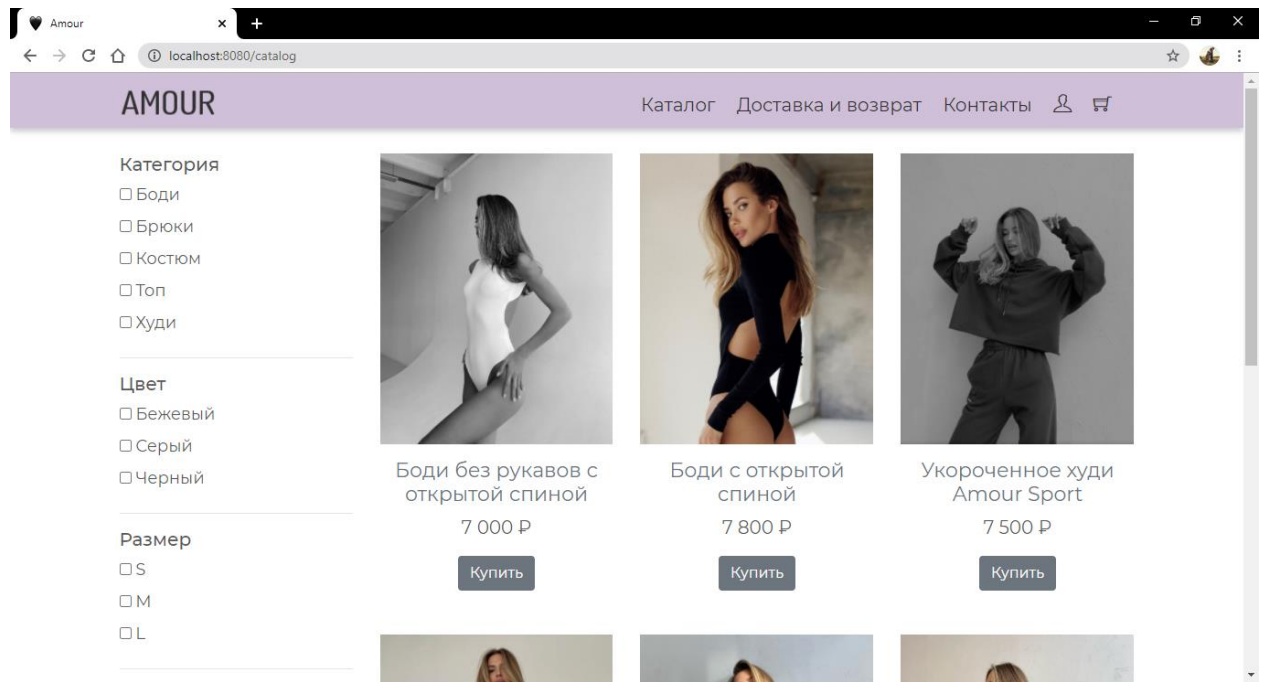 Amour
localhost:8080/catalog
AMOUR
Каталог Доставка и возврат Контакты
Категория
Боди
Брюки
Костюм
Топ
Худи
Цвет
Бежевый
Серый
Черный
Размер
S
M
L
Боди без рукавов с
открытой спиной
7 000 ₽
Купить
Боди с открытой
спиной
7 800 ₽
Купить
Укороченное худи
Amour Sport
7 500 ₽
Купить